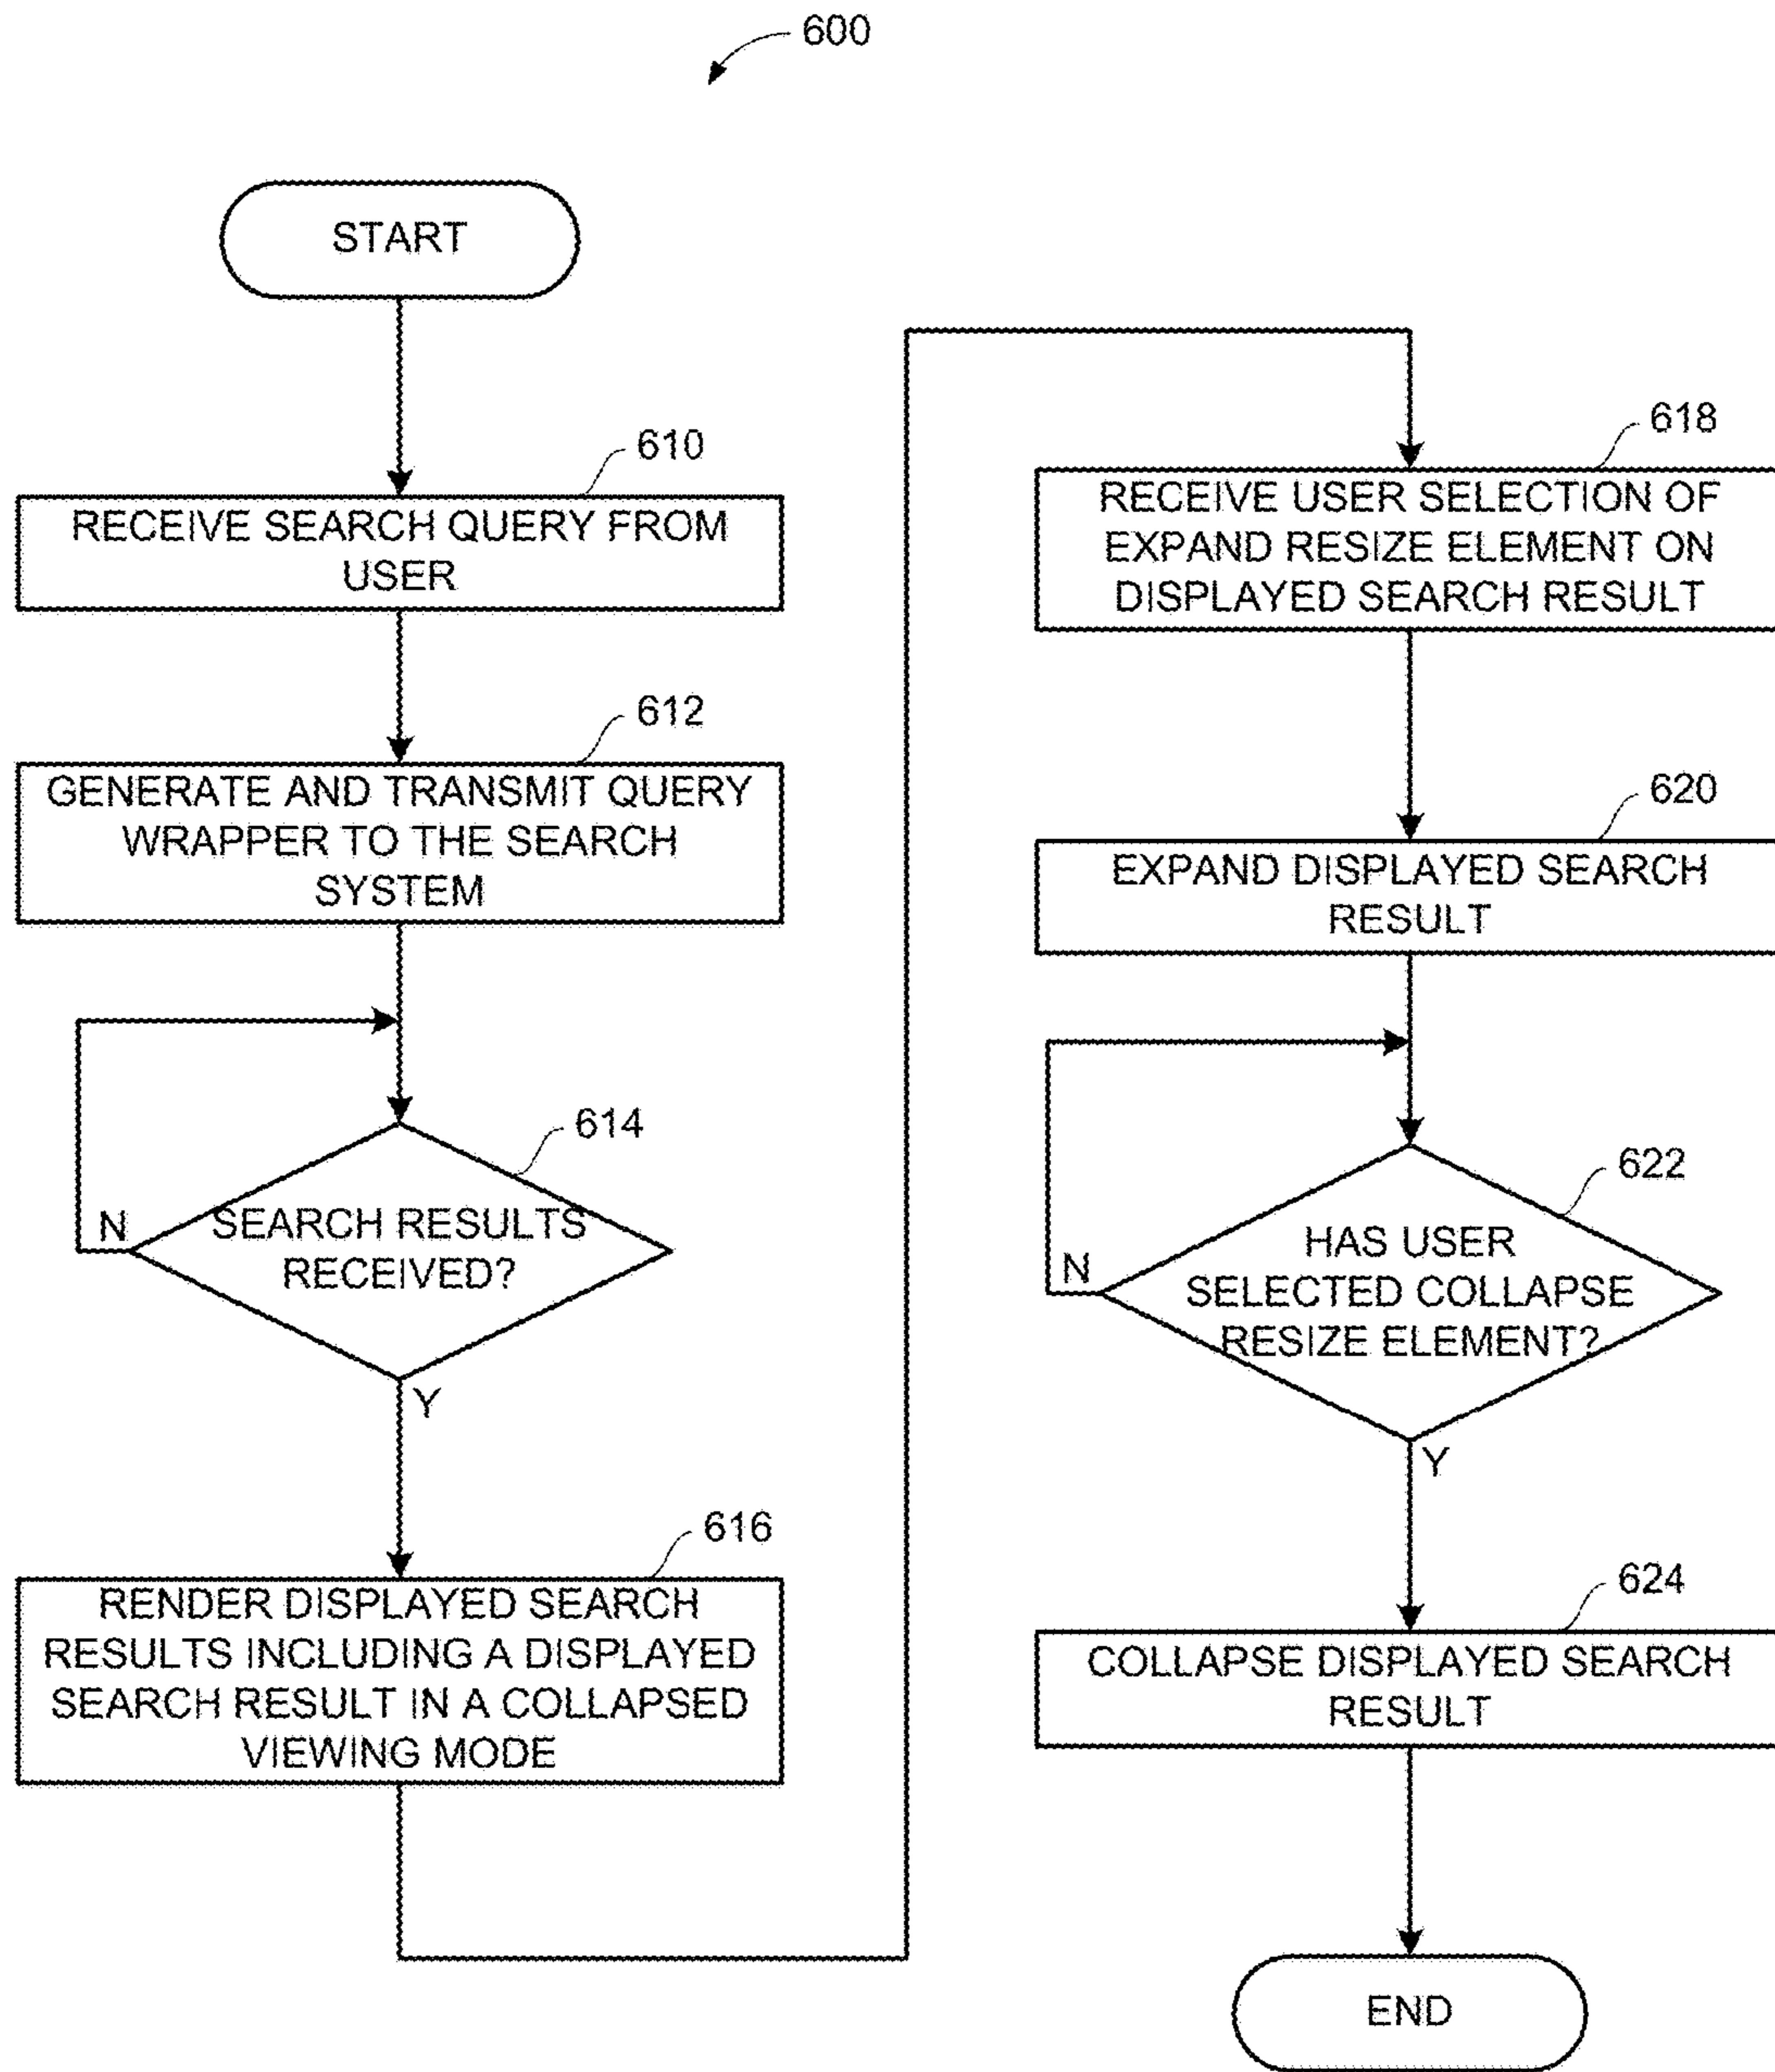 600
START
610
RECEIVE SEARCH QUERY FROM
USER
612
GENERATE AND TRANSMIT QUERY
WRAPPER TO THE SEARCH
SYSTEM
614
SEARCH RESULTS
RECEIVED?
N
Y
616
RENDER DISPLAYED SEARCH
RESULTS INCLUDING A DISPLAYED
SEARCH RESULT IN A COLLAPSED
VIEWING MODE
618
RECEIVE USER SELECTION OF
EXPAND RESIZE ELEMENT ON
DISPLAYED SEARCH RESULT
620
EXPAND DISPLAYED SEARCH
RESULT
622
HAS USER
SELECTED COLLAPSE
RESIZE ELEMENT?
N
Y
624
COLLAPSE DISPLAYED SEARCH
RESULT
END